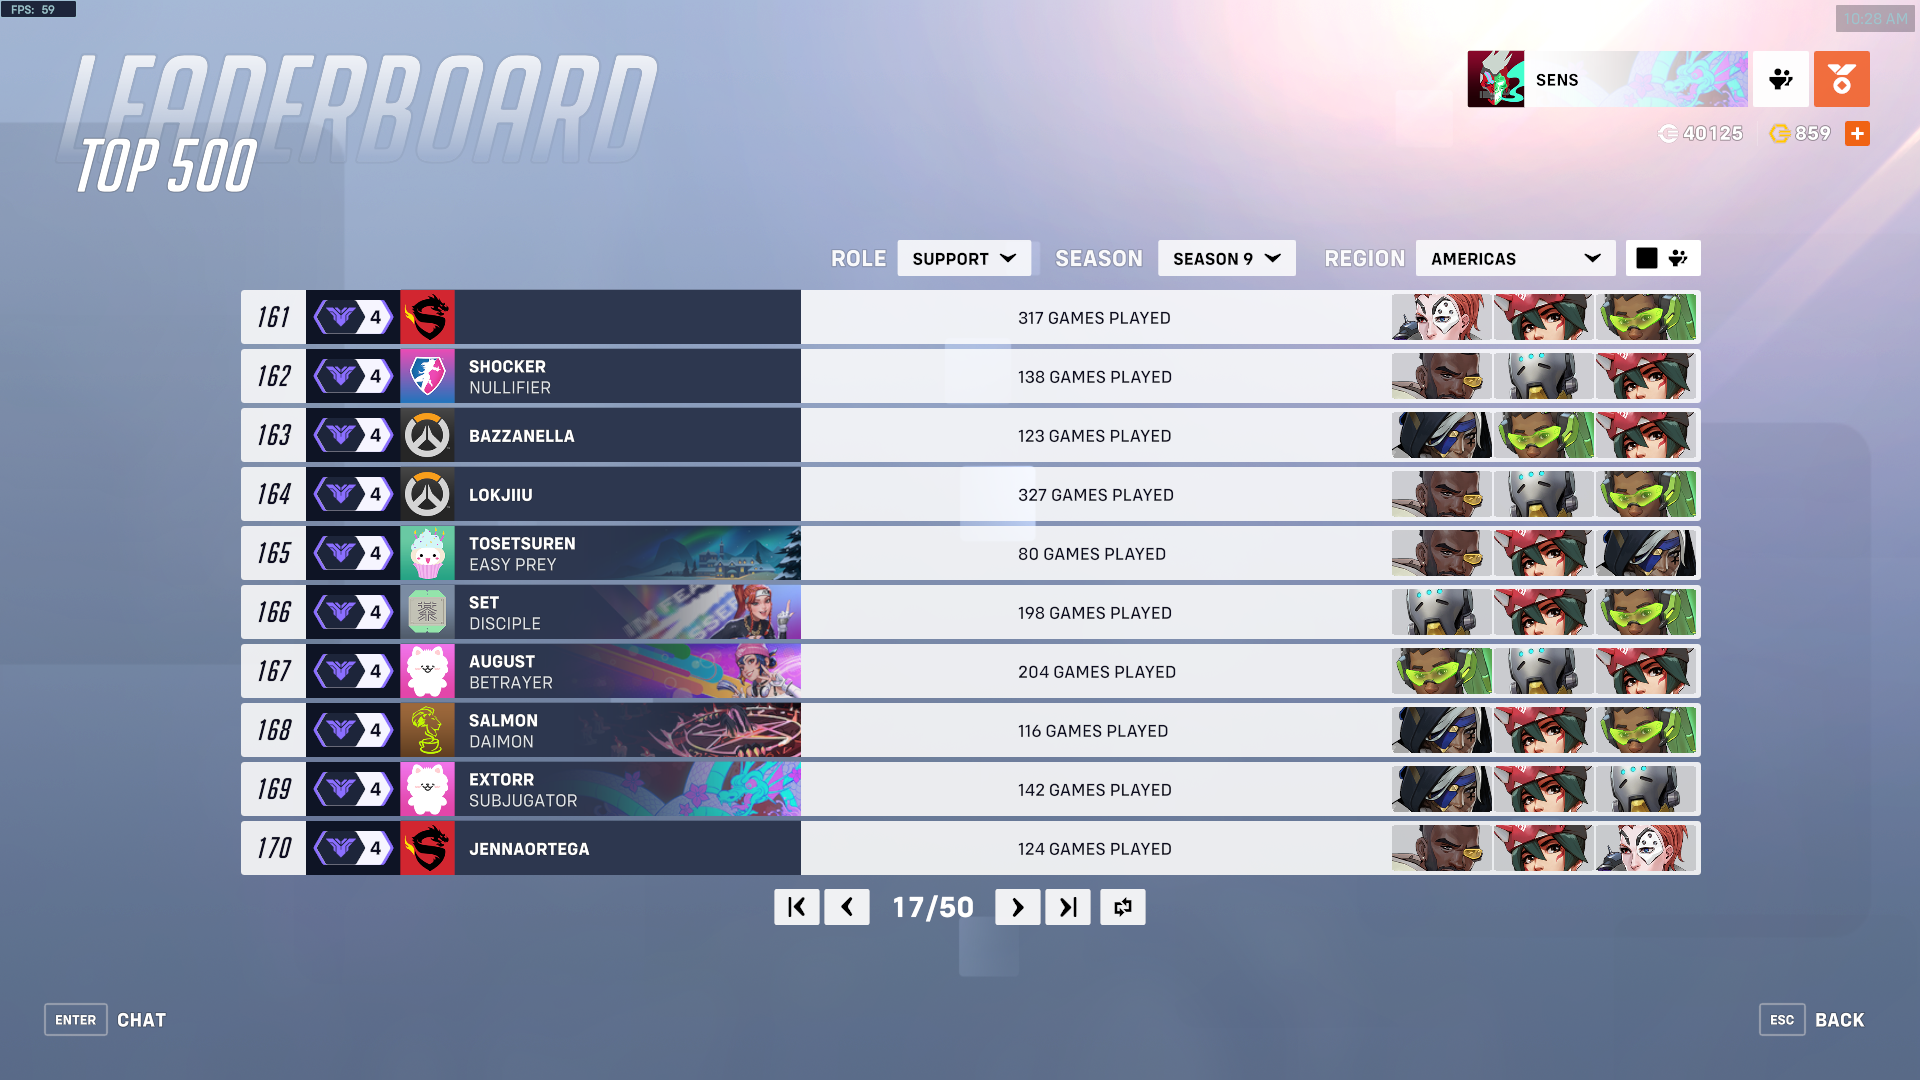 FPS: 59
10:28 AM
LEADERBOARD
TOP 500
SENS
40125
859
ROLE
SUPPORT
SEASON
SEASON 9
REGION
AMERICAS
161 4 317 GAMES PLAYED
162 4 SHOCKER 138 GAMES PLAYED
NULLIFIER
163 4 BAZZANELLA 123 GAMES PLAYED
164 4 LOKJIIU 327 GAMES PLAYED
165 4 TOSETSUREN 80 GAMES PLAYED
EASY PREY
166 4 SET 198 GAMES PLAYED
DISCIPLE
167 4 AUGUST 204 GAMES PLAYED
BETRAYER
168 4 SALMON 116 GAMES PLAYED
DAIMON
169 4 EXTORR 142 GAMES PLAYED
SUBJUGATOR
170 4 JENNAORTEGA 124 GAMES PLAYED
17/50
ENTER CHAT
ESC BACK